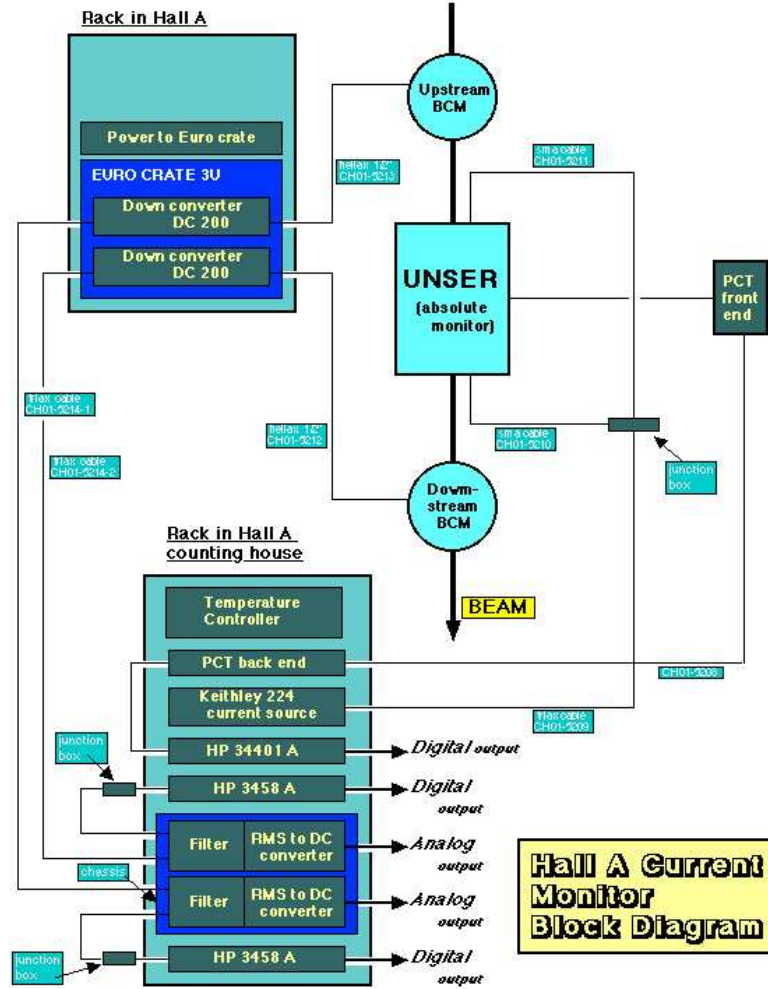 Rack in Hall A
Power to Euro crate
EURO CRATE 3U
Down converter
DC 200
Down converter
DC 200
Upstream
BCM
heliax 1/2"
CH01-5213
sma cable
CH01-5211
UNSER
(absolute
monitor)
PCT
front
end
triax cable
CH01-5214-1
triax cable
CH01-5214-2
heliax 1/2"
CH01-5212
sma cable
CH01-5210
junction
box
Down-
stream
BCM
BEAM
Rack in Hall A
counting house
Temperature
Controller
PCT back end
CH01-5208
Keithley 224
current source
triax cable
CH01-5209
junction
box
HP 34401 A
Digital output
HP 3458 A
Digital
output
Filter
RMS to DC
converter
Analog
output
chassis
Filter
RMS to DC
converter
Analog
output
junction
box
HP 3458 A
Digital
output
Hall A Current
Monitor
Block Diagram